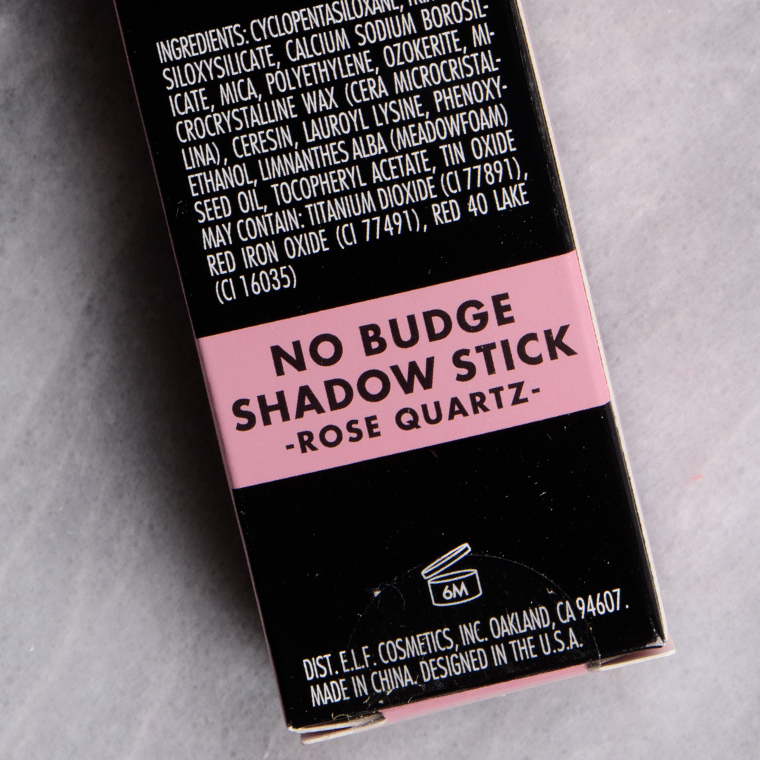 INGREDIENTS: CYCLOPENTASILOXANE,
SILOXYSILICATE, CALCIUM SODIUM BOROSIL-
ICATE, MICA, POLYETHYLENE, OZOKERITE, MI-
CROCRYSTALLINE WAX (CERA MICROCRISTAL-
LINA), CERESIN, LAUROYL LYSINE, PHENOXY-
ETHANOL, LIMNANTHES ALBA (MEADOWFOAM)
SEED OIL, TOCOPHERYL ACETATE, TIN OXIDE
MAY CONTAIN: TITANIUM DIOXIDE (CI 77891),
RED IRON OXIDE (CI 77491), RED 40 LAKE
(CI 16035)
NO BUDGE
SHADOW STICK
-ROSE QUARTZ-
6M
DIST. E.L.F. COSMETICS, INC. OAKLAND, CA 94607.
MADE IN CHINA. DESIGNED IN THE U.S.A.